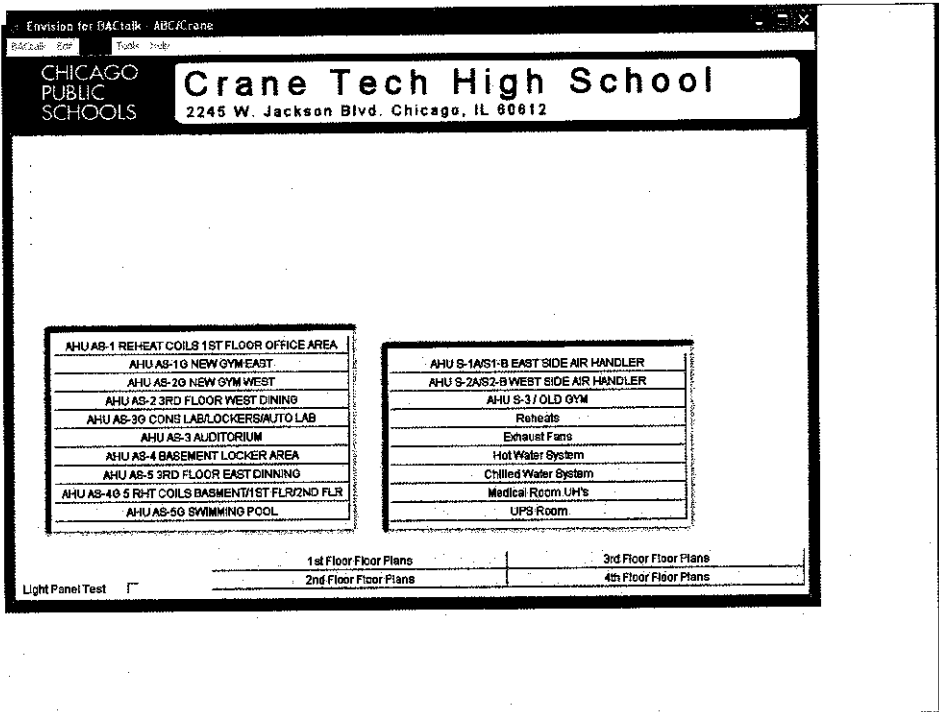 Envision for BACtalk - ABC/Crane
BACtalk Edit Tools Help
CHICAGO
PUBLIC
SCHOOLS
Crane Tech High School
2245 W. Jackson Blvd. Chicago, IL 60612
AHU AS-1 REHEAT COILS 1ST FLOOR OFFICE AREA
AHU AS-1G NEW GYM EAST
AHU AS-2G NEW GYM WEST
AHU AS-2 3RD FLOOR WEST DINING
AHU AS-3G CONS LAB/LOCKERS/AUTO LAB
AHU AS-3 AUDITORIUM
AHU AS-4 BASEMENT LOCKER AREA
AHU AS-5 3RD FLOOR EAST DINNING
AHU AS-4G 5 RHT COILS BASMENT/1ST FLR/2ND FLR
AHU AS-5G SWIMMING POOL
AHU S-1A/S1-B EAST SIDE AIR HANDLER
AHU S-2A/S2-B WEST SIDE AIR HANDLER
AHU S-3 / OLD GYM
Reheats
Exhaust Fans
Hot Water System
Chilled Water System
Medical Room UH's
UPS Room
1st Floor Floor Plans
2nd Floor Floor Plans
3rd Floor Floor Plans
4th Floor Floor Plans
Light Panel Test